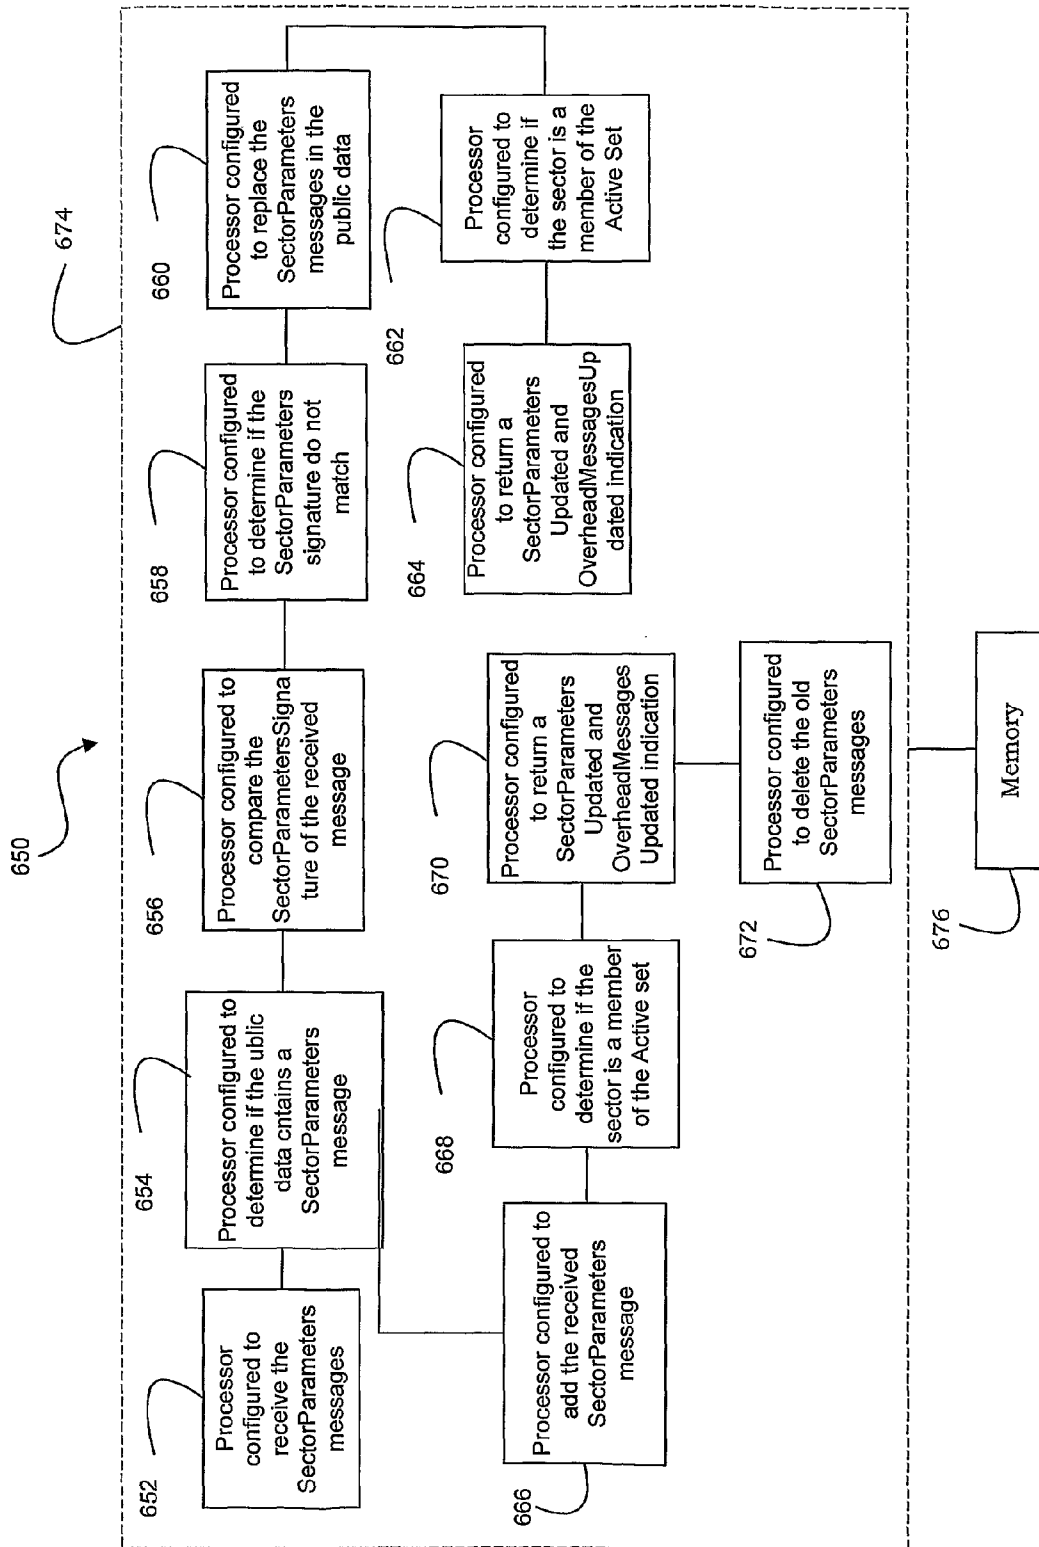 650
674
652
Processor
configured to
receive the
SectorParameters
messages
654
Processor configured to
determine if the ublic
data cntains a
SectorParameters
message
656
Processor configured to
compare the
SectorParametersSigna
ture of the received
message
658
Processor configured
to determine if the
SectorParameters
signature do not
match
660
Processor configured
to replace the
SectorParameters
messages in the
public data
662
Processor
configured to
determine if
the sector is a
member of the
Active Set
664
Processor configured
to return a
SectorParameters
Updated and
OverheadMessagesUp
dated indication
666
Processor configured to
add the received
SectorParameters
message
668
Processor
configured to
determine if the
sector is a member
of the Active set
670
Processor configured
to return a
SectorParameters
Updated and
OverheadMessages
Updated indication
672
Processor configured
to delete the old
SectorParameters
messages
676
Memory